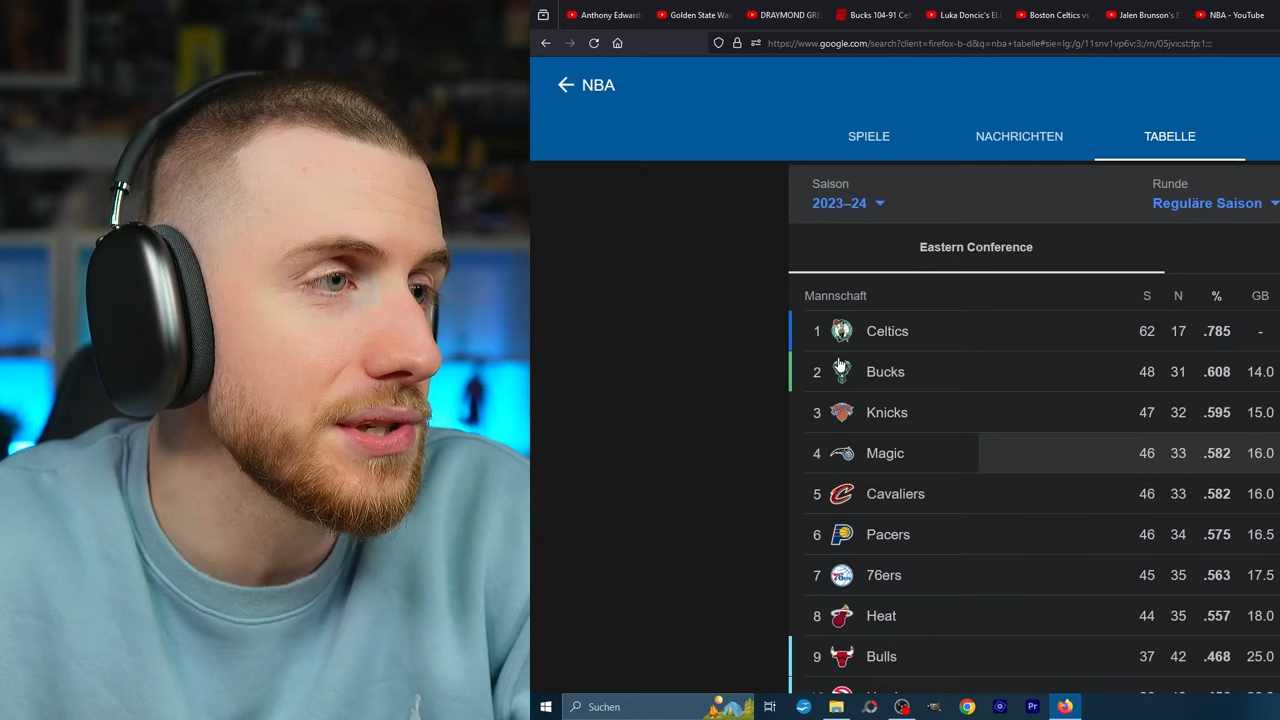 Anthony Edward
Golden State Wa
DRAYMOND GRE
Bucks 104-91 Cel
Luka Doncic's EL
Boston Celtics vs
Jalen Brunson's E
NBA - YouTube
https://www.google.com/search?client=firefox-b-d&q=nba+tabelle#sie=lg;/g/11snv1vp6v;3;/m/05jvx;st;fp;1;;;
NBA
SPIELE NACHRICHTEN TABELLE
Saison Runde
2023–24 Reguläre Saison
Eastern Conference
Mannschaft S N % GB
1 Celtics 62 17 .785 -
2 Bucks 48 31 .608 14.0
3 Knicks 47 32 .595 15.0
4 Magic 46 33 .582 16.0
5 Cavaliers 46 33 .582 16.0
6 Pacers 46 34 .575 16.5
7 76ers 45 35 .563 17.5
8 Heat 44 35 .557 18.0
9 Bulls 37 42 .468 25.0
Suchen